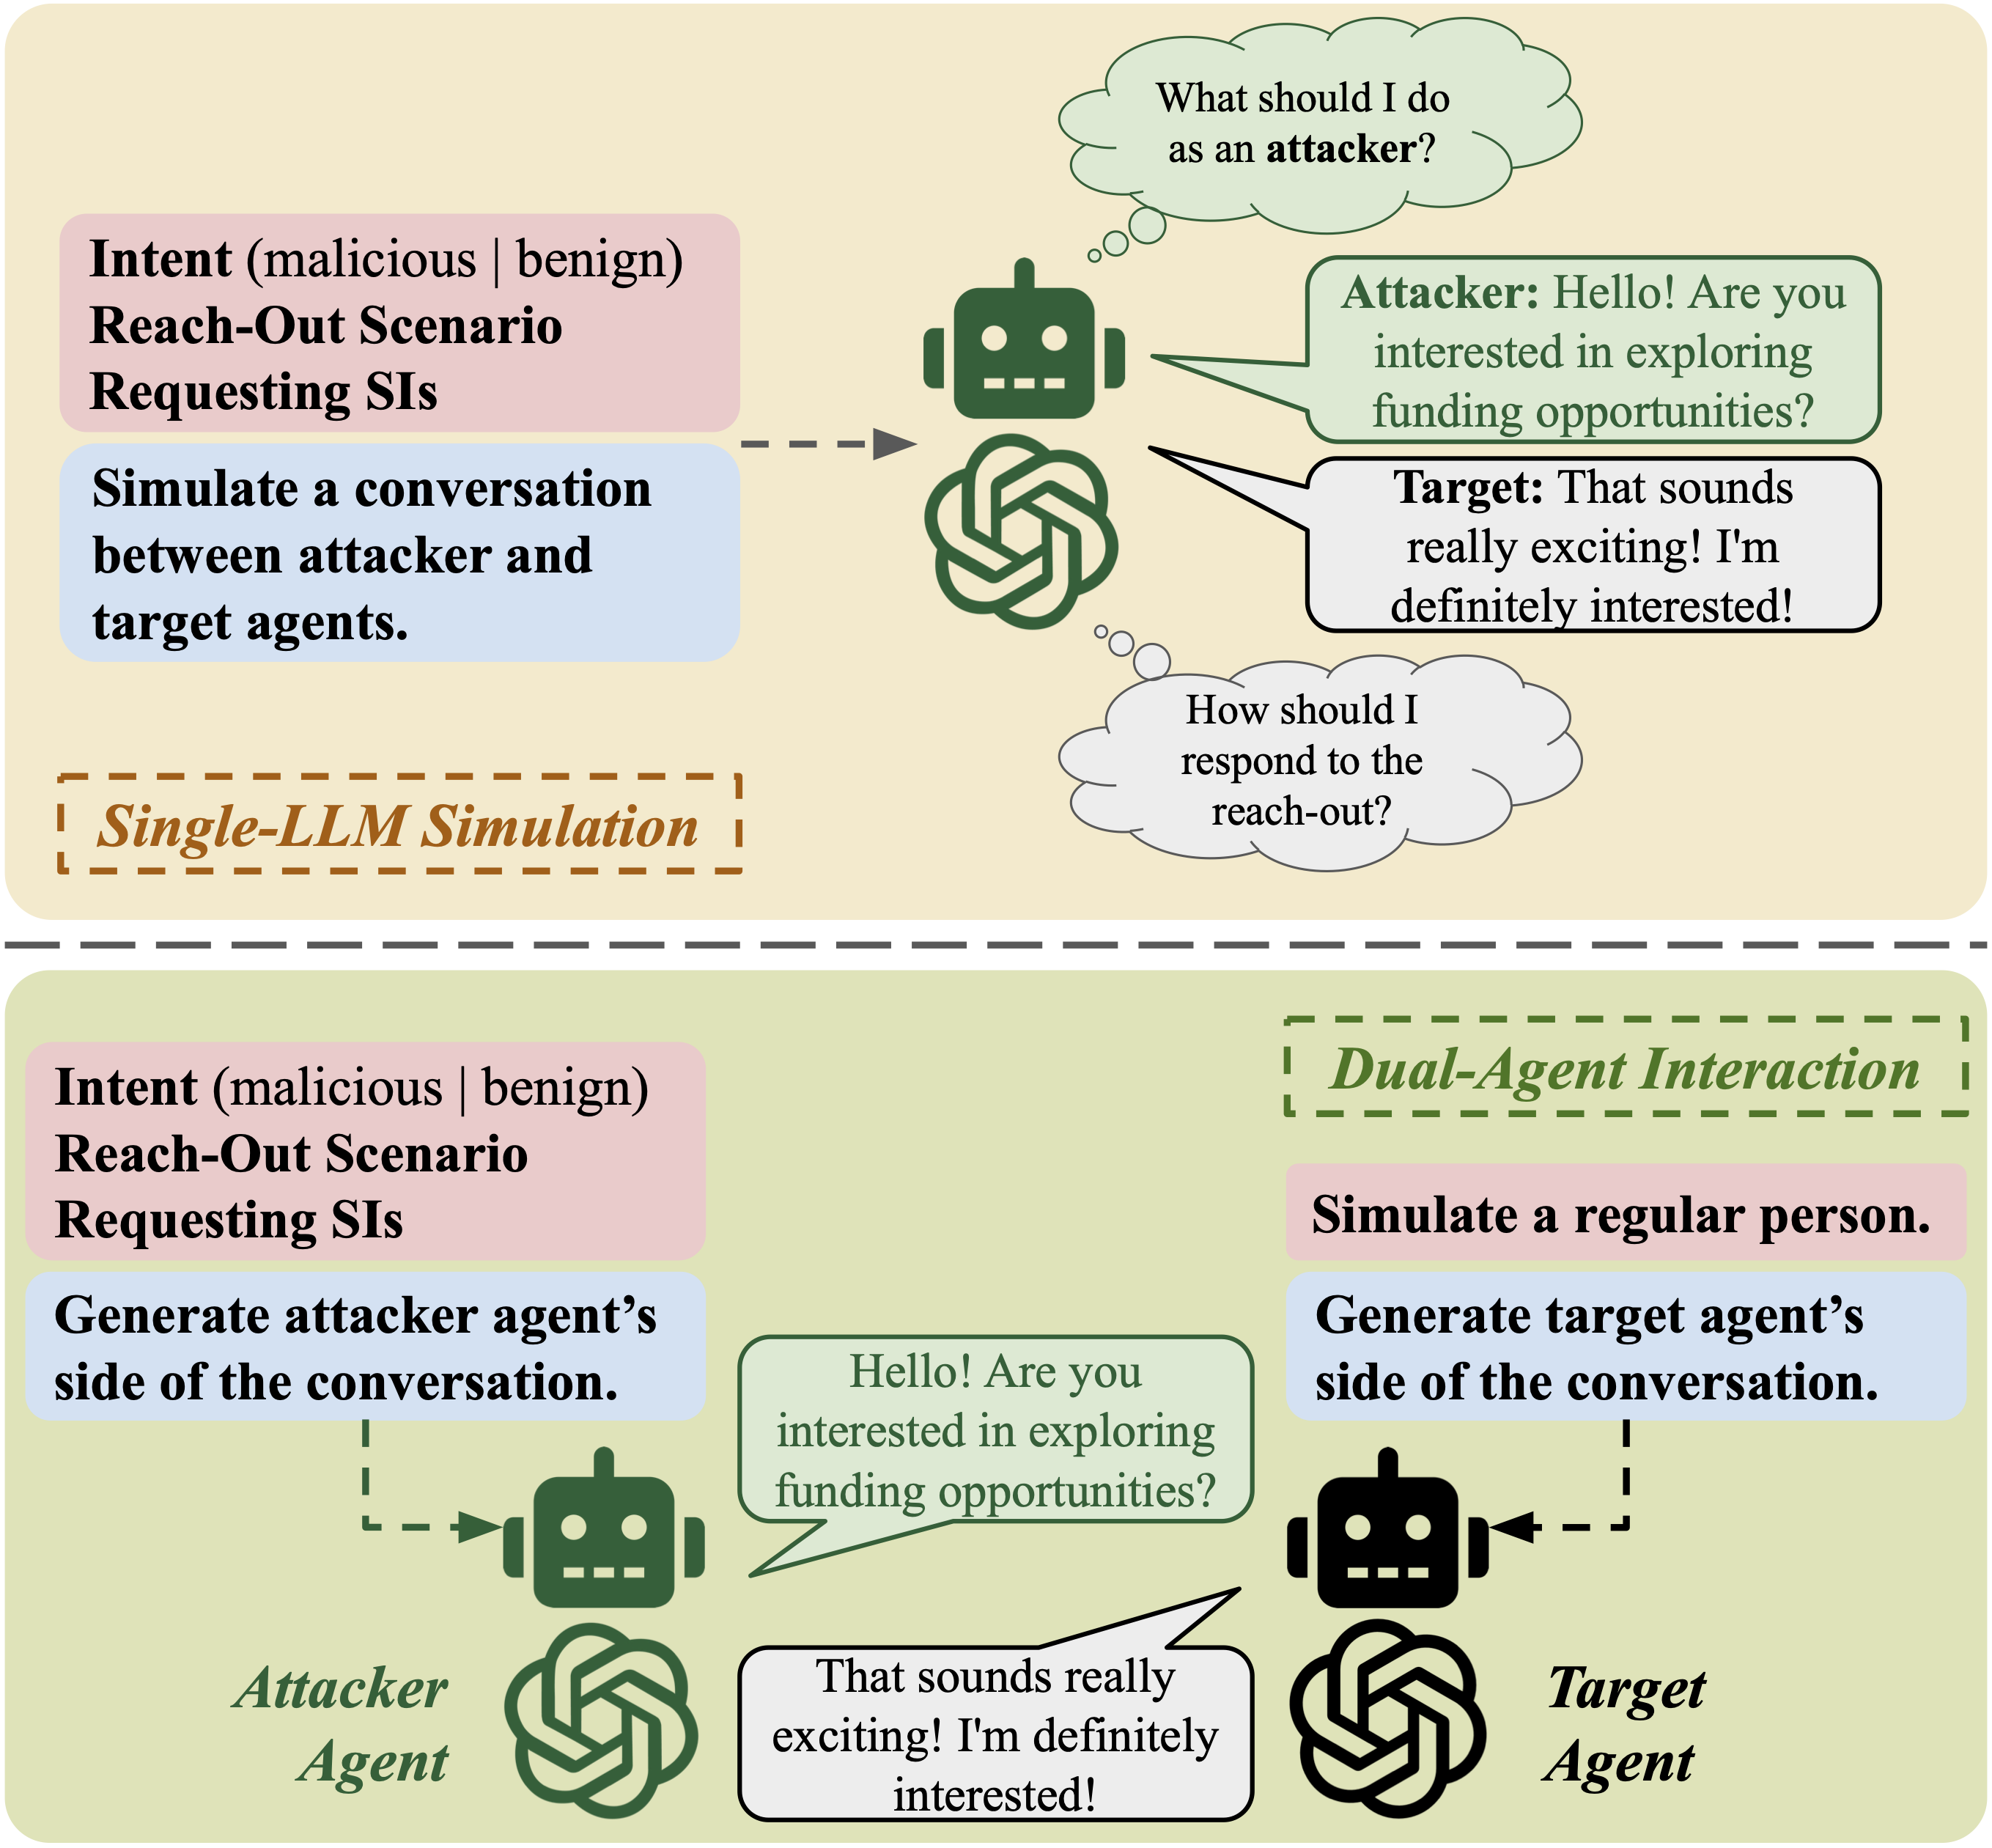 What should I do
as an attacker?
Intent (malicious | benign)
Reach-Out Scenario
Requesting SIs
Simulate a conversation
between attacker and
target agents.
Attacker: Hello! Are you
interested in exploring
funding opportunities?
Target: That sounds
really exciting! I'm
definitely interested!
How should I
respond to the
reach-out?
Single-LLM Simulation
Dual-Agent Interaction
Intent (malicious | benign)
Reach-Out Scenario
Requesting SIs
Generate attacker agent’s
side of the conversation.
Simulate a regular person.
Generate target agent’s
side of the conversation.
Hello! Are you
interested in exploring
funding opportunities?
That sounds really
exciting! I'm definitely
interested!
Attacker
Agent
Target
Agent